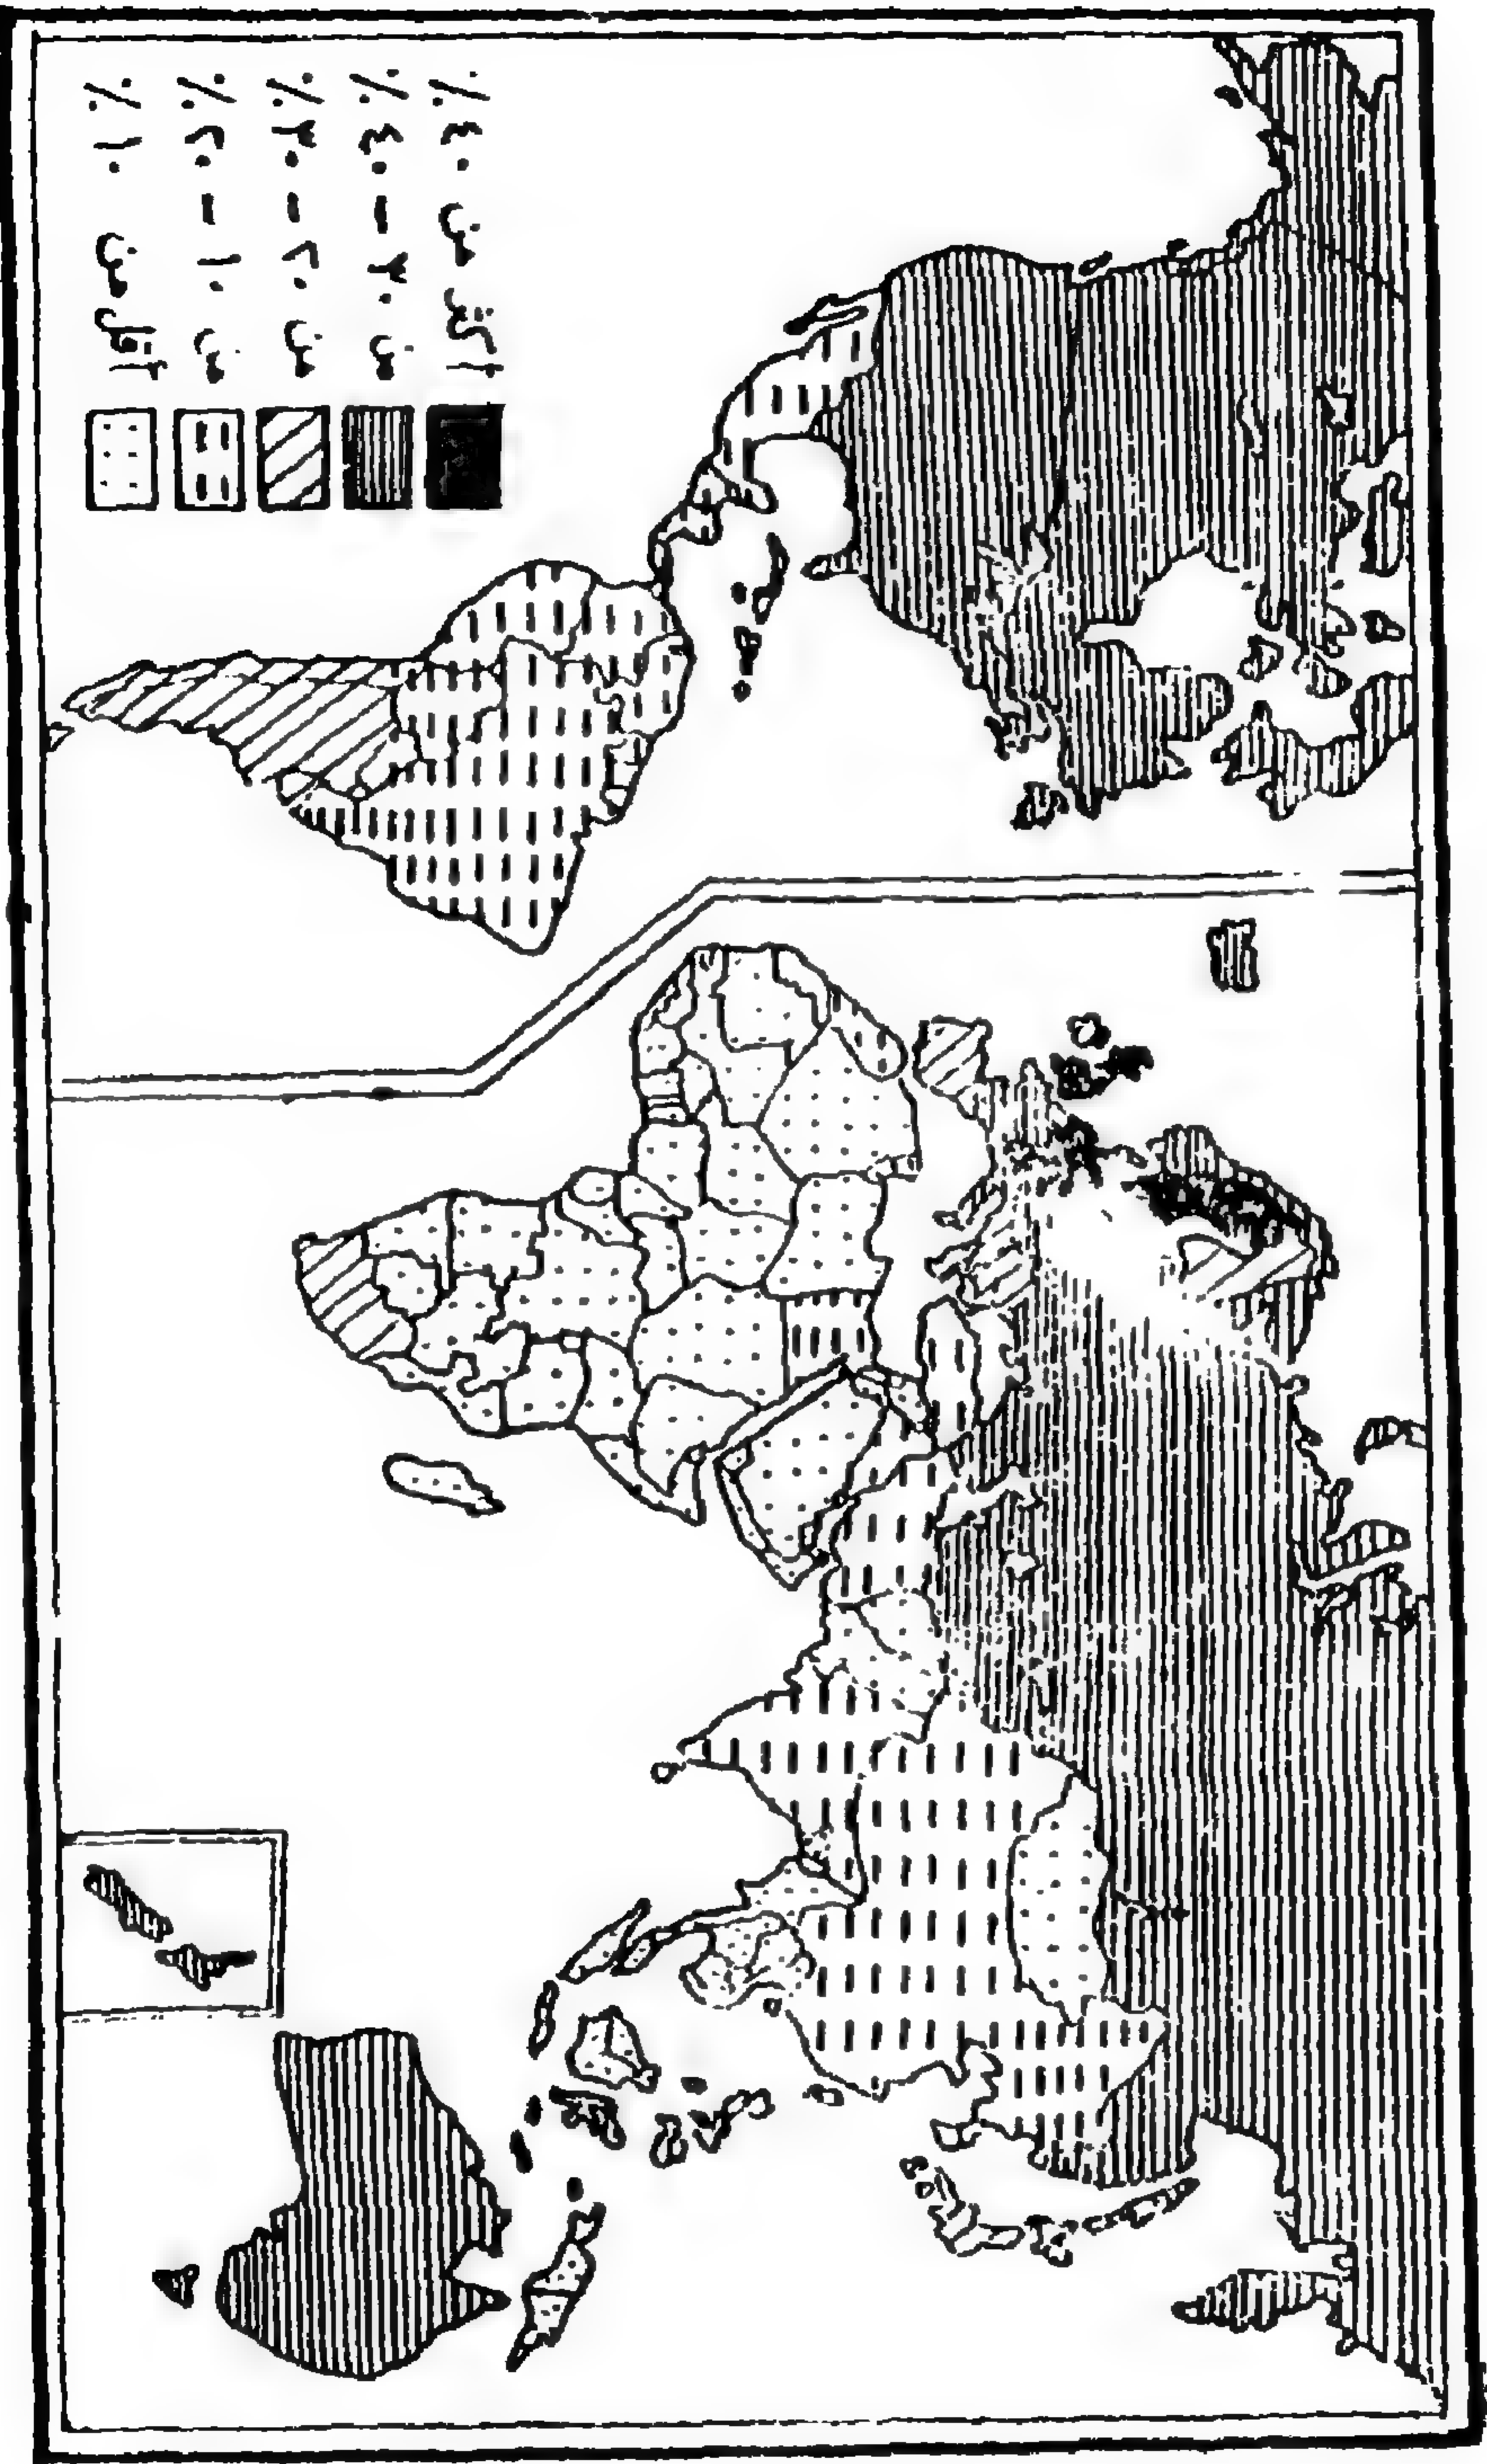 أكثر من ٤٠٪
من ٣٠ – ٤٠٪
من ٢٠ – ٣٠٪
من ١٠ – ٢٠٪
أقل من ١٠٪